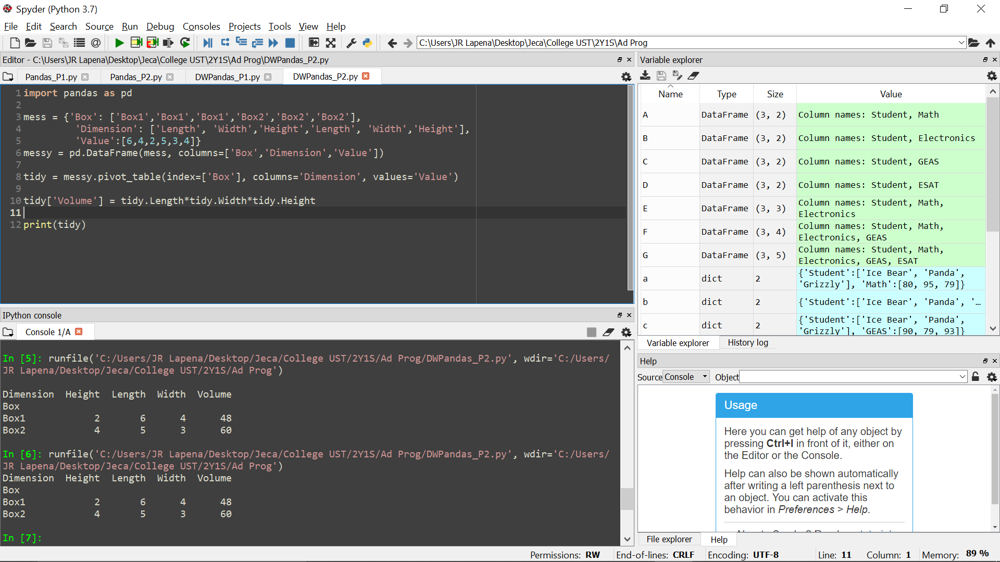 Spyder (Python 3.7)
File Edit Search Source Run Debug Consoles Projects Tools View Help
C:\Users\JR Lapena\Desktop\Jeca\College UST\2Y1S\Ad Prog
Editor - C:\Users\JR Lapena\Desktop\Jeca\College UST\2Y1S\Ad Prog\DWPandas_P2.py
Pandas_P1.py Pandas_P2.py DWPandas_P1.py DWPandas_P2.py
1 import pandas as pd
2
3 mess = {'Box': ['Box1','Box1','Box1','Box2','Box2','Box2'],
4 'Dimension': ['Length', 'Width','Height','Length', 'Width','Height'],
5 'Value':[6,4,2,5,3,4]}
6 messy = pd.DataFrame(mess, columns=['Box','Dimension','Value'])
7
8 tidy = messy.pivot_table(index=['Box'], columns='Dimension', values='Value')
9
10 tidy['Volume'] = tidy.Length*tidy.Width*tidy.Height
11
12 print(tidy)
IPython console
Console 1/A
In [5]: runfile('C:/Users/JR Lapena/Desktop/Jeca/College UST/2Y1S/Ad Prog/DWPandas_P2.py', wdir='C:/Users/
JR Lapena/Desktop/Jeca/College UST/2Y1S/Ad Prog')
Dimension Height Length Width Volume
Box
Box1 2 6 4 48
Box2 4 5 3 60
In [6]: runfile('C:/Users/JR Lapena/Desktop/Jeca/College UST/2Y1S/Ad Prog/DWPandas_P2.py', wdir='C:/Users/
JR Lapena/Desktop/Jeca/College UST/2Y1S/Ad Prog')
Dimension Height Length Width Volume
Box
Box1 2 6 4 48
Box2 4 5 3 60
In [7]:
Variable explorer
Name Type Size Value
A DataFrame (3, 2) Column names: Student, Math
B DataFrame (3, 2) Column names: Student, Electronics
C DataFrame (3, 2) Column names: Student, GEAS
D DataFrame (3, 2) Column names: Student, ESAT
E DataFrame (3, 3) Column names: Student, Math,
Electronics
F DataFrame (3, 4) Column names: Student, Math,
Electronics, GEAS
G DataFrame (3, 5) Column names: Student, Math,
Electronics, GEAS, ESAT
a dict 2 {'Student':['Ice Bear', 'Panda',
'Grizzly'], 'Math':[80, 95, 79]}
b dict 2 {'Student':['Ice Bear', 'Panda', '...
c dict 2 {'Student':['Ice Bear', 'Panda',
'Grizzly'], 'GEAS':[90, 79, 93]}
Variable explorer History log
Help
Source Console Object
Usage
Here you can get help of any object by
pressing Ctrl+I in front of it, either on
the Editor or the Console.
Help can also be shown automatically
after writing a left parenthesis next to
an object. You can activate this
behavior in Preferences > Help.
File explorer Help
Permissions: RW End-of-lines: CRLF Encoding: UTF-8 Line: 11 Column: 1 Memory: 89 %